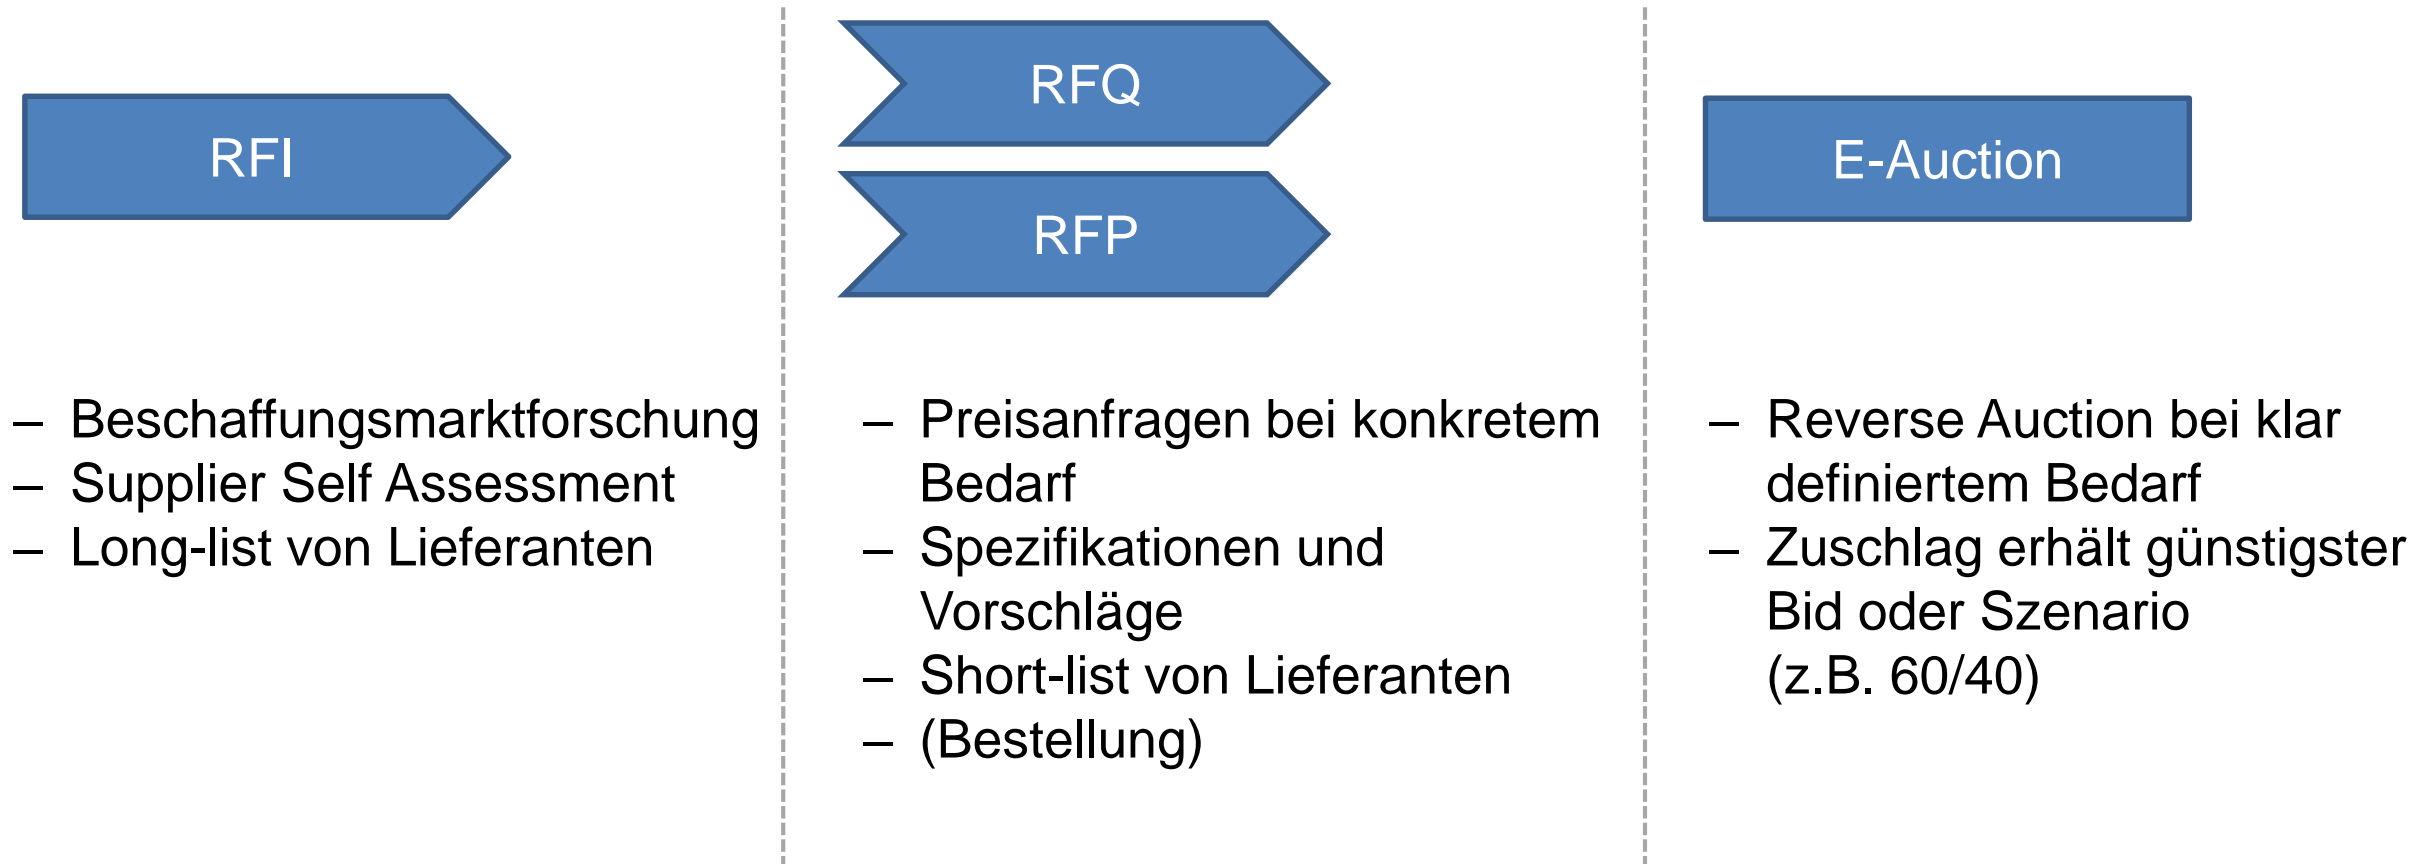 RFI
– Beschaffungsmarktforschung
– Supplier Self Assessment
– Long-list von Lieferanten
RFQ
RFP
– Preisanfragen bei konkretem
Bedarf
– Spezifikationen und
Vorschläge
– Short-list von Lieferanten
– (Bestellung)
E-Auction
– Reverse Auction bei klar
definiertem Bedarf
– Zuschlag erhält günstigster
Bid oder Szenario
(z.B. 60/40)